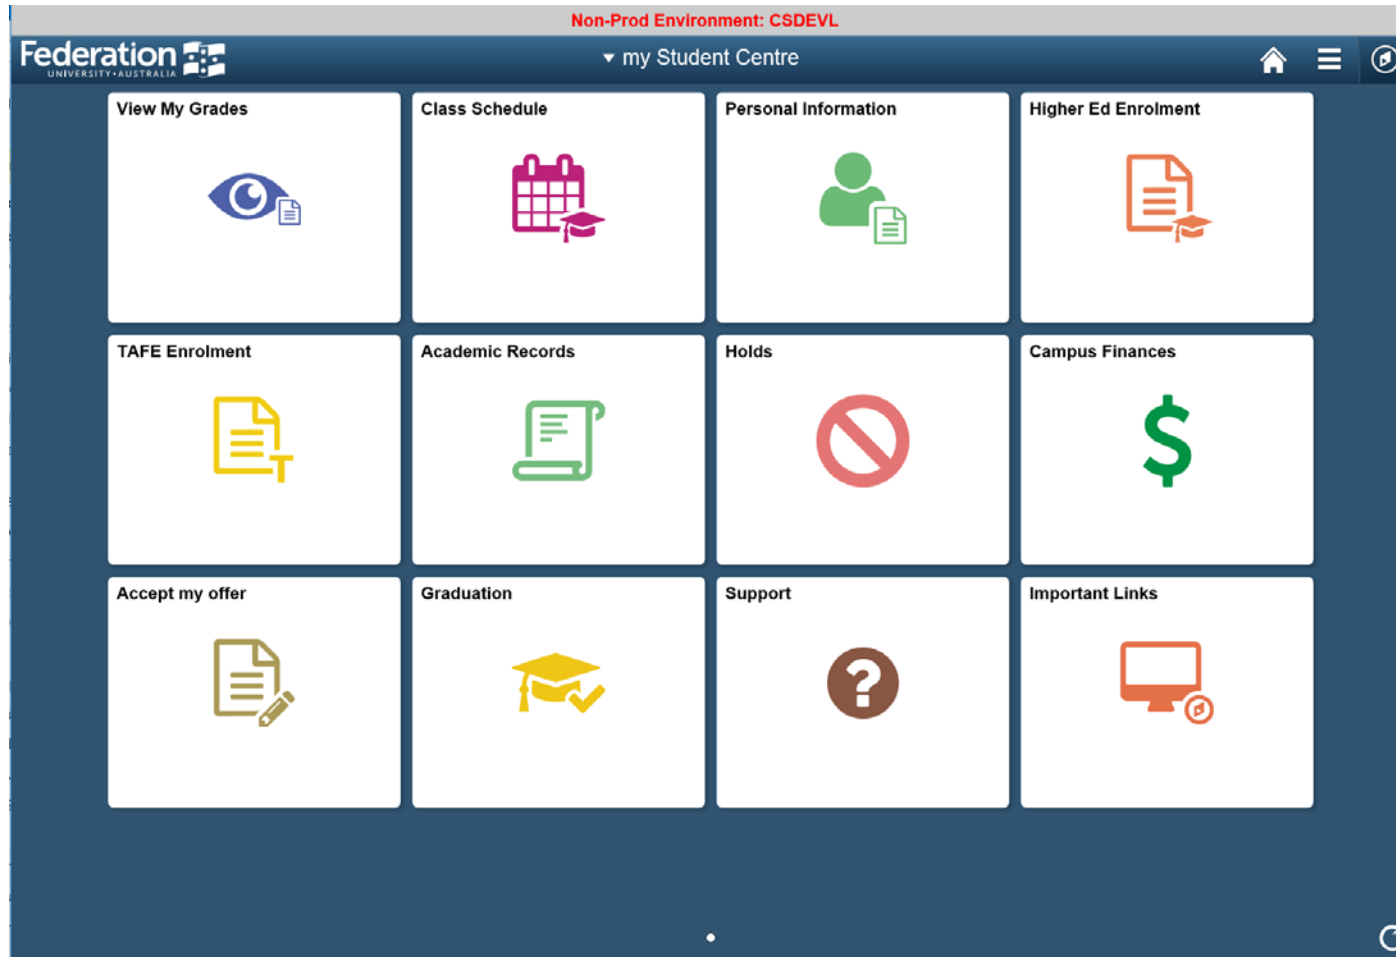 Non-Prod Environment: CSDEVL
Federation
UNIVERSITY•AUSTRALIA
my Student Centre
View My Grades
Class Schedule
Personal Information
Higher Ed Enrolment
TAFE Enrolment
T
Academic Records
Holds
Campus Finances
$
Accept my offer
Graduation
Support
?
Important Links